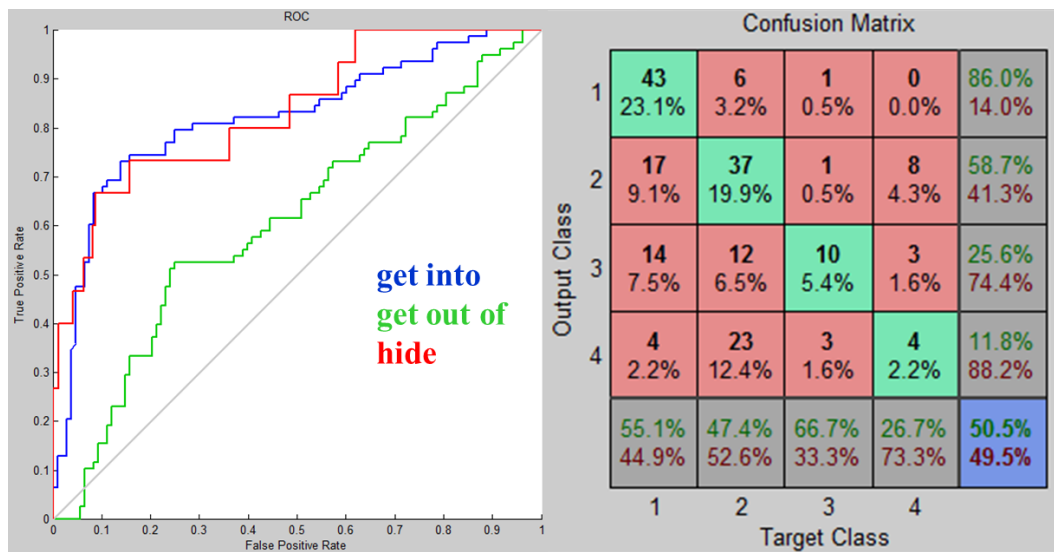 ROC
True Positive Rate
1
0.9
0.8
0.7
0.6
0.5
0.4
0.3
0.2
0.1
0
get into
get out of
hide
0 0.1 0.2 0.3 0.4 0.5 0.6 0.7 0.8 0.9 1
False Positive Rate
Confusion Matrix
Output Class
1 43 6 1 0 86.0%
23.1% 3.2% 0.5% 0.0% 14.0%
2 17 37 1 8 58.7%
9.1% 19.9% 0.5% 4.3% 41.3%
3 14 12 10 3 25.6%
7.5% 6.5% 5.4% 1.6% 74.4%
4 4 23 3 4 11.8%
2.2% 12.4% 1.6% 2.2% 88.2%
55.1% 47.4% 66.7% 26.7% 50.5%
44.9% 52.6% 33.3% 73.3% 49.5%
1 2 3 4
Target Class